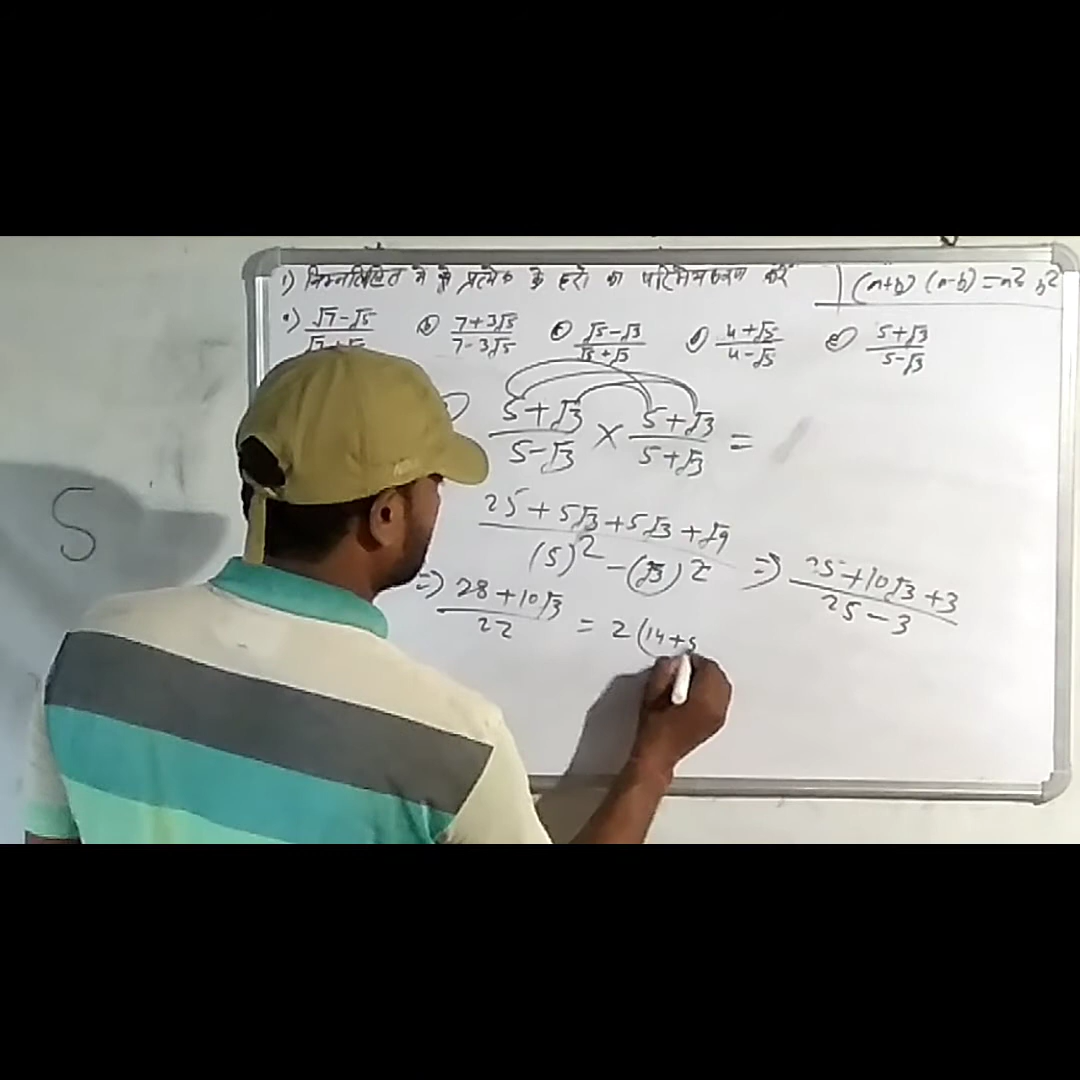 1) निम्नलिखित में से प्रत्येक के हरों का परिमेयकरण करें
(a+b) (a-b) = a² b²
a) √7-√5/√7+√5 (b) 7+3√5/7-3√5 (c) √5-√3/√5+√3 d) 4+√5/4-√5 (e) 5+√3/5-√3
5+√3/5-√3 × 5+√3/5+√3 =
25+5√3+5√3+√9/(5)²-(√3)² => 25+10√3+3/25-3
=> 28+10√3/22 = 2(14+5
5